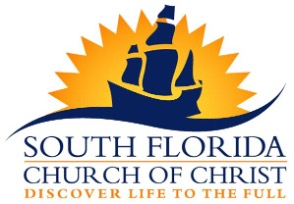 SOUTH FLORIDA
CHURCH OF CHRIST
DISCOVER LIFE TO THE FULL